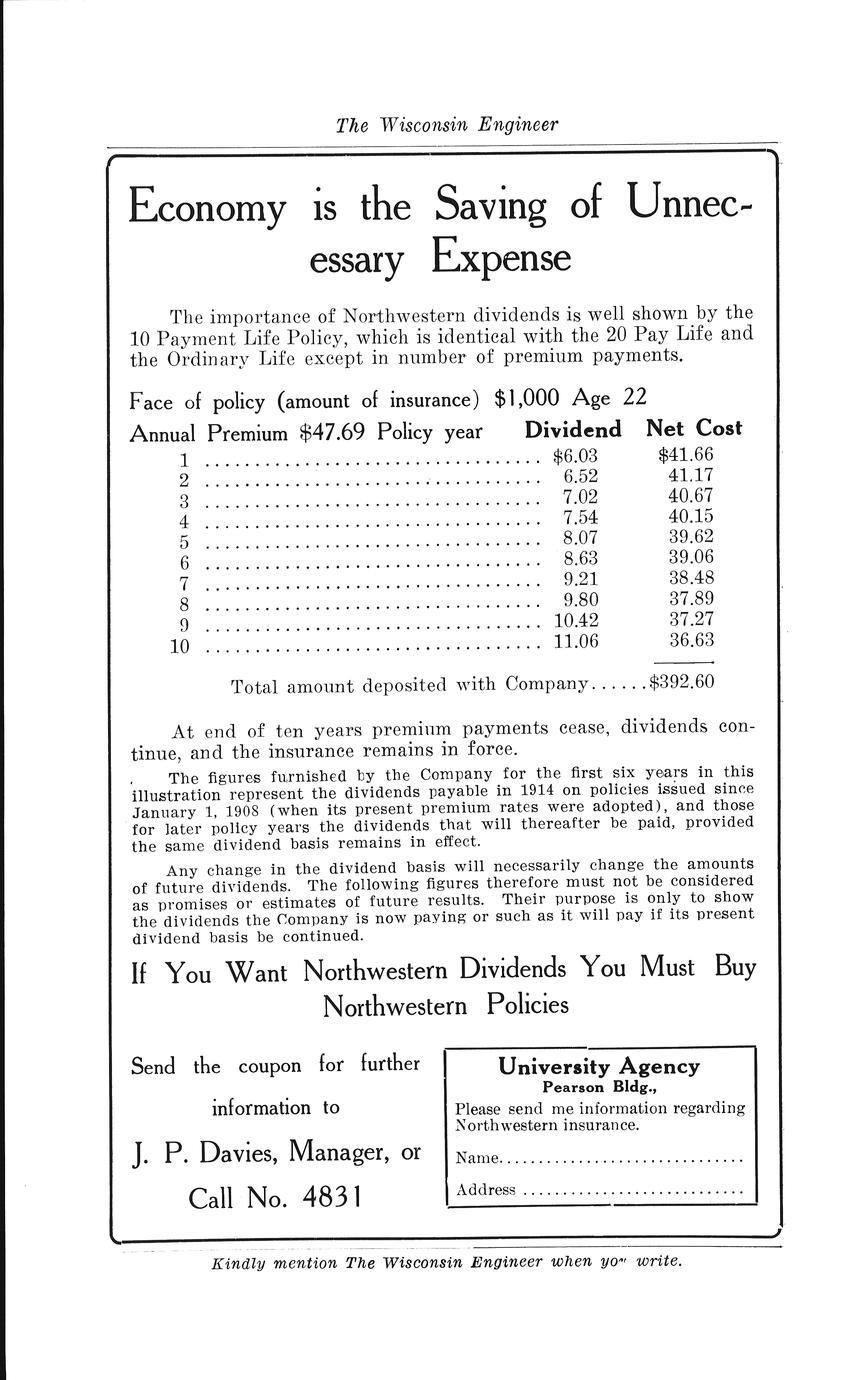 The Wisconsin Engineer
Economy is the Saving of Unnec-
essary Expense
The importance of Northwestern dividends is well shown by the
10 Payment Life Policy, which is identical with the 20 Pay Life and
the Ordinary Life except in number of premium payments.
Face of policy (amount of insurance) $1,000 Age 22
Annual Premium $47.69 Policy year Dividend Net Cost
1 .................................. $6.03 $41.66
2 .................................. 6.52 41.17
3 .................................. 7.02 40.67
4 .................................. 7.54 40.15
5 .................................. 8.07 39.62
6 .................................. 8.63 39.06
7 .................................. 9.21 38.48
8 .................................. 9.80 37.89
9 .................................. 10.42 37.27
10 .................................. 11.06 36.63
Total amount deposited with Company......$392.60
At end of ten years premium payments cease, dividends con-
tinue, and the insurance remains in force.
The figures furnished by the Company for the first six years in this
illustration represent the dividends payable in 1914 on policies issued since
January 1, 1908 (when its present premium rates were adopted), and those
for later policy years the dividends that will thereafter be paid, provided
the same dividend basis remains in effect.
Any change in the dividend basis will necessarily change the amounts
of future dividends. The following figures therefore must not be considered
as promises or estimates of future results. Their purpose is only to show
the dividends the Company is now paying or such as it will pay if its present
dividend basis be continued.
If You Want Northwestern Dividends You Must Buy
Northwestern Policies
Send the coupon for further
information to
J. P. Davies, Manager, or
Call No. 4831
University Agency
Pearson Bldg.,
Please send me information regarding
Northwestern insurance.
Name...............................
Address ............................
Kindly mention The Wisconsin Engineer when you write.